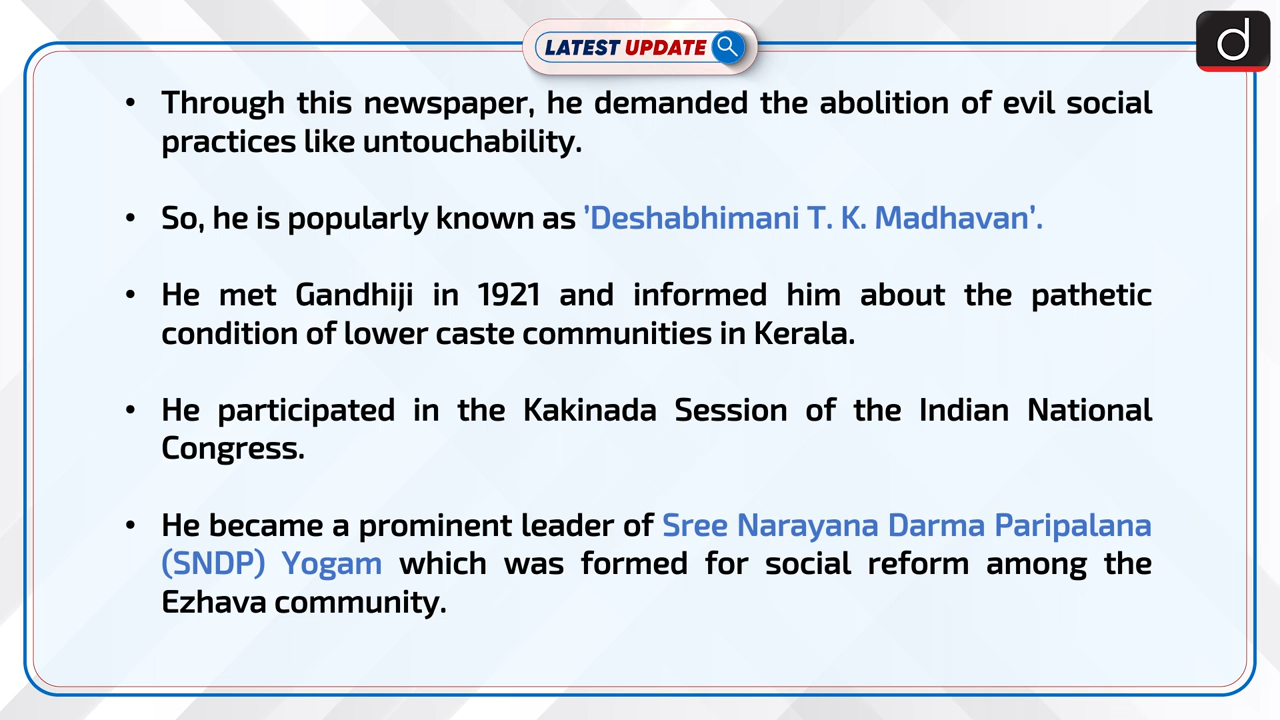 LATEST UPDATE
d
• Through this newspaper, he demanded the abolition of evil social
practices like untouchability.
• So, he is popularly known as ’Deshabhimani T. K. Madhavan’.
• He met Gandhiji in 1921 and informed him about the pathetic
condition of lower caste communities in Kerala.
• He participated in the Kakinada Session of the Indian National
Congress.
• He became a prominent leader of Sree Narayana Darma Paripalana
(SNDP) Yogam which was formed for social reform among the
Ezhava community.